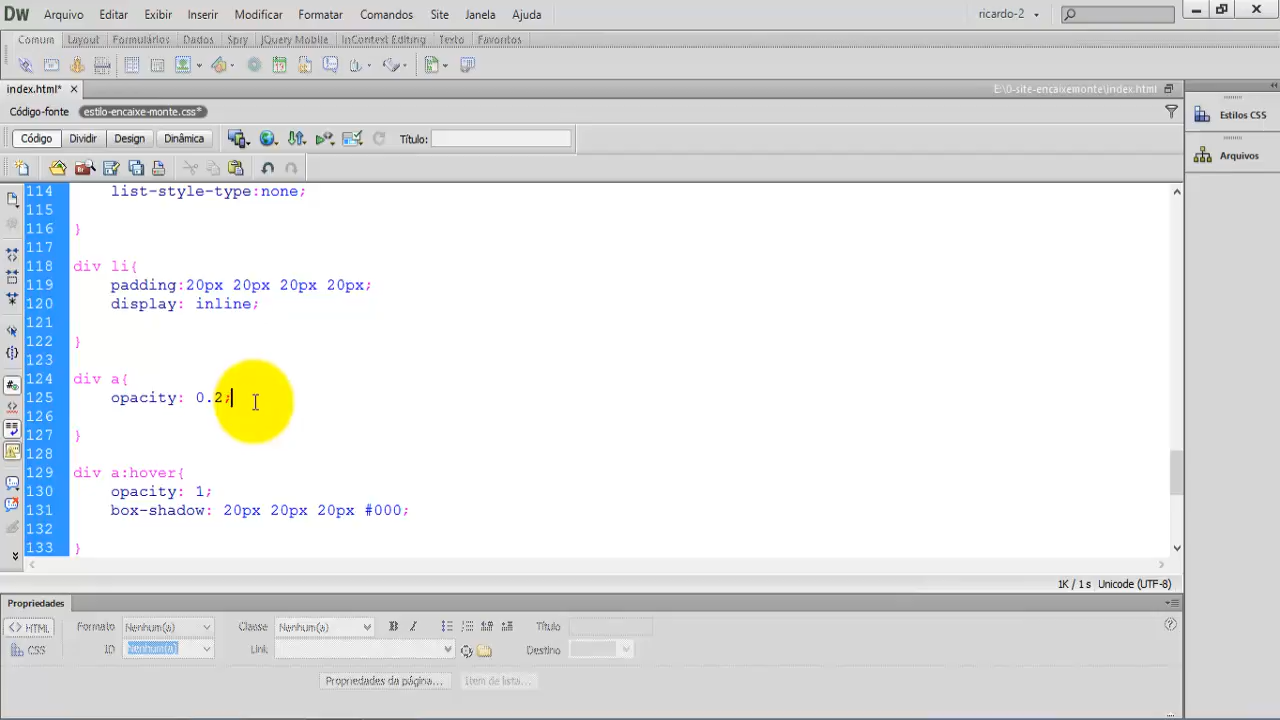 Dw Arquivo Editar Exibir Inserir Modificar Formatar Comandos Site Janela Ajuda ricardo-2
Comum Layout Formulários Dados Spry jQuery Mobile InContext Editing Texto Favoritos
index.html* E:\0-site-encaixemonte\index.html
Código-fonte estilo-encaixe-monte.css*
Código Dividir Design Dinâmica Título:
114 list-style-type:none;
115
116 }
117
118 div li{
119 padding:20px 20px 20px 20px;
120 display: inline;
121
122 }
123
124 div a{
125 opacity: 0.2;
126
127 }
128
129 div a:hover{
130 opacity: 1;
131 box-shadow: 20px 20px 20px #000;
132
133 }
1K / 1 s Unicode (UTF-8)
Propriedades
<> HTML Formato Nenhum(a) Classe Nenhum(a) B I Título
CSS ID Nenhum(a) Link Destino
Propriedades da página... Item de lista...
Estilos CSS
Arquivos